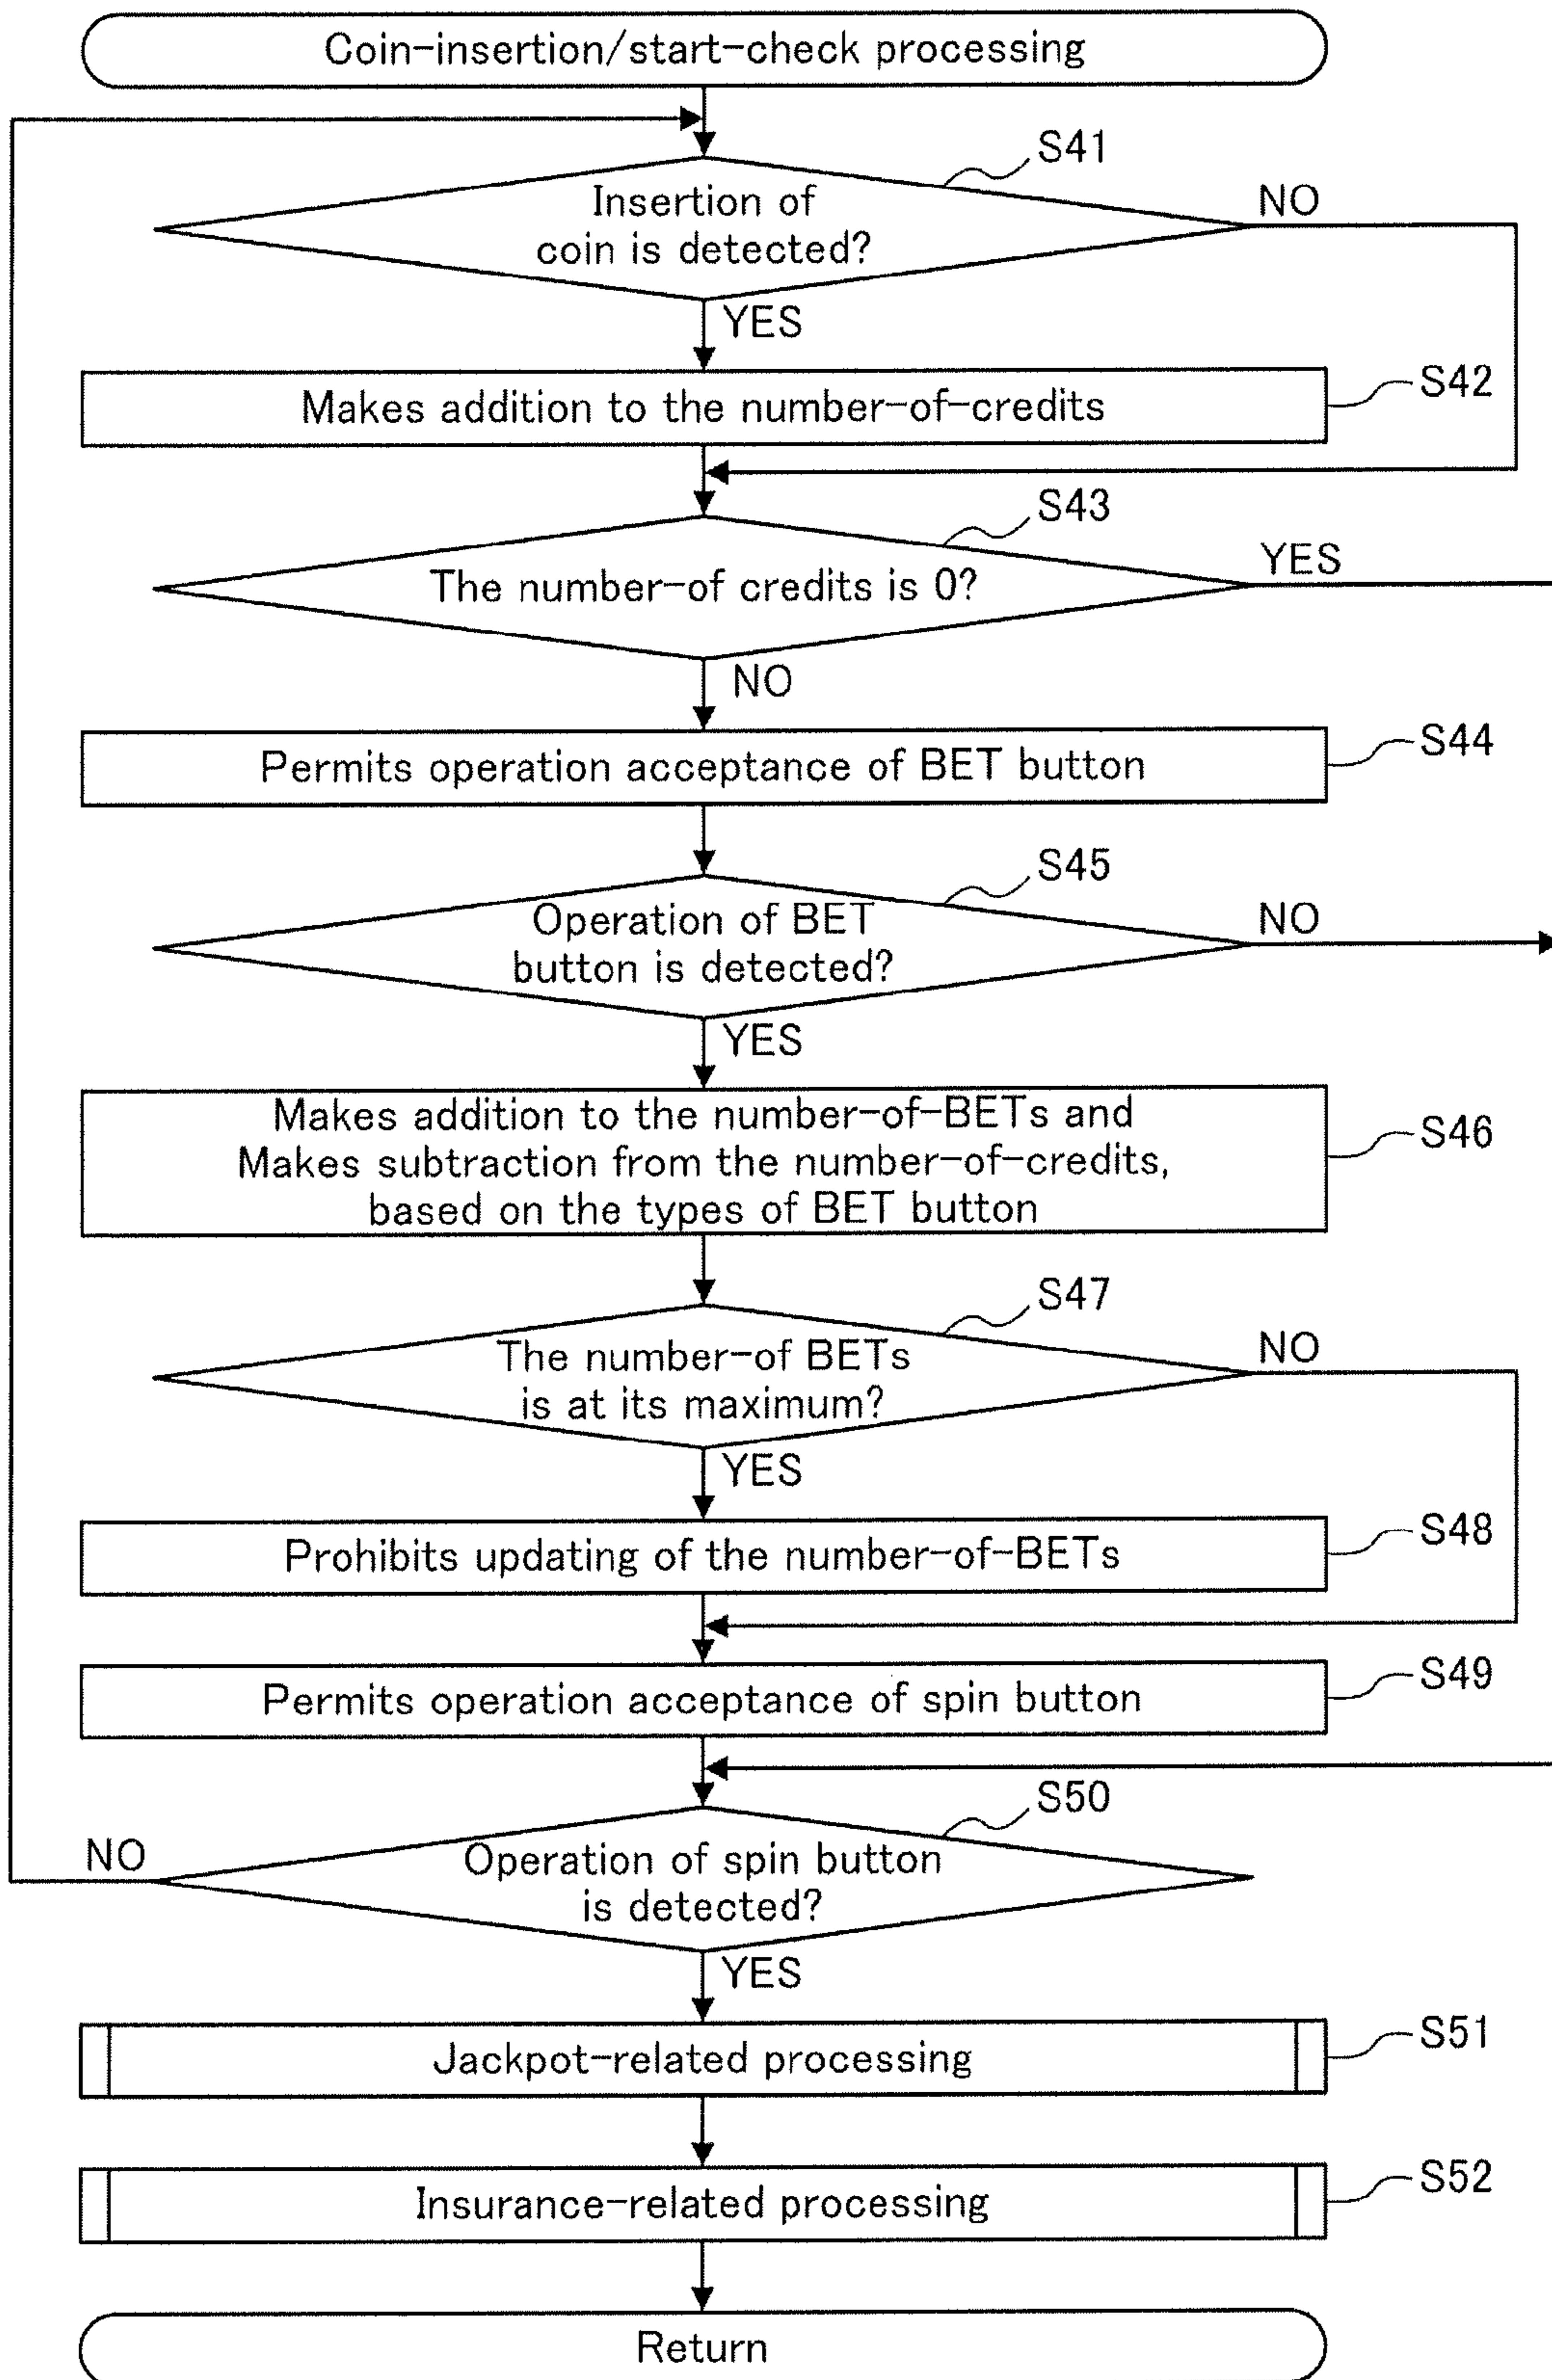 Coin-insertion/start-check processing
S41
Insertion of
coin is detected?
NO
YES
S42
Makes addition to the number-of-credits
S43
The number-of credits is 0?
YES
NO
S44
Permits operation acceptance of BET button
S45
Operation of BET
button is detected?
NO
YES
Makes addition to the number-of-BETs and
Makes subtraction from the number-of-credits,
based on the types of BET button
S46
S47
The number-of BETs
is at its maximum?
NO
YES
S48
Prohibits updating of the number-of-BETs
S49
Permits operation acceptance of spin button
S50
NO
Operation of spin button
is detected?
YES
S51
Jackpot-related processing
S52
Insurance-related processing
Return